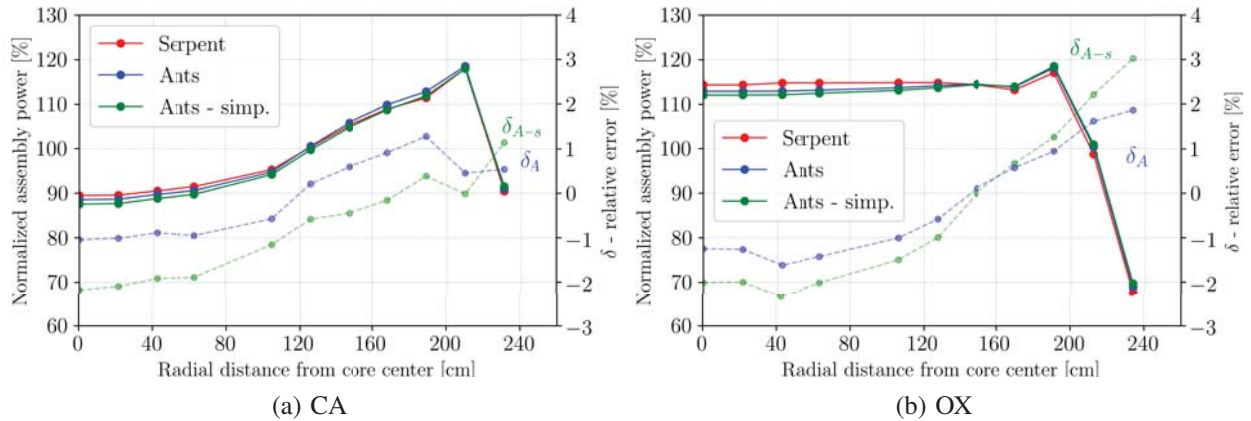 Normalized assembly power [%]
130
120
110
100
90
80
70
60
Serpent
Ants
Ants - simp.
δA−s
δA
4
3
2
1
0
−1
−2
−3
δ - relative error [%]
0 40 80 120 160 200 240
Radial distance from core center [cm]
(a) CA
Normalized assembly power [%]
130
120
110
100
90
80
70
60
Serpent
Ants
Ants - simp.
δA−s
δA
4
3
2
1
0
−1
−2
−3
δ - relative error [%]
0 40 80 120 160 200 240
Radial distance from core center [cm]
(b) OX